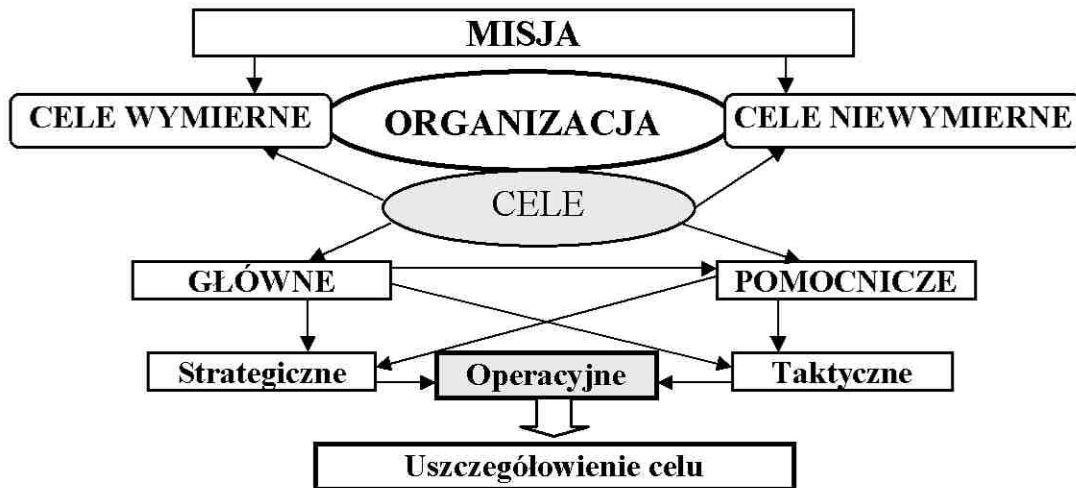 MISJA
CELE WYMIERNE
ORGANIZACJA
CELE NIEWYMIERNE
CELE
GŁÓWNE
POMOCNICZE
Strategiczne
Operacyjne
Taktyczne
Uszczegółowienie celu